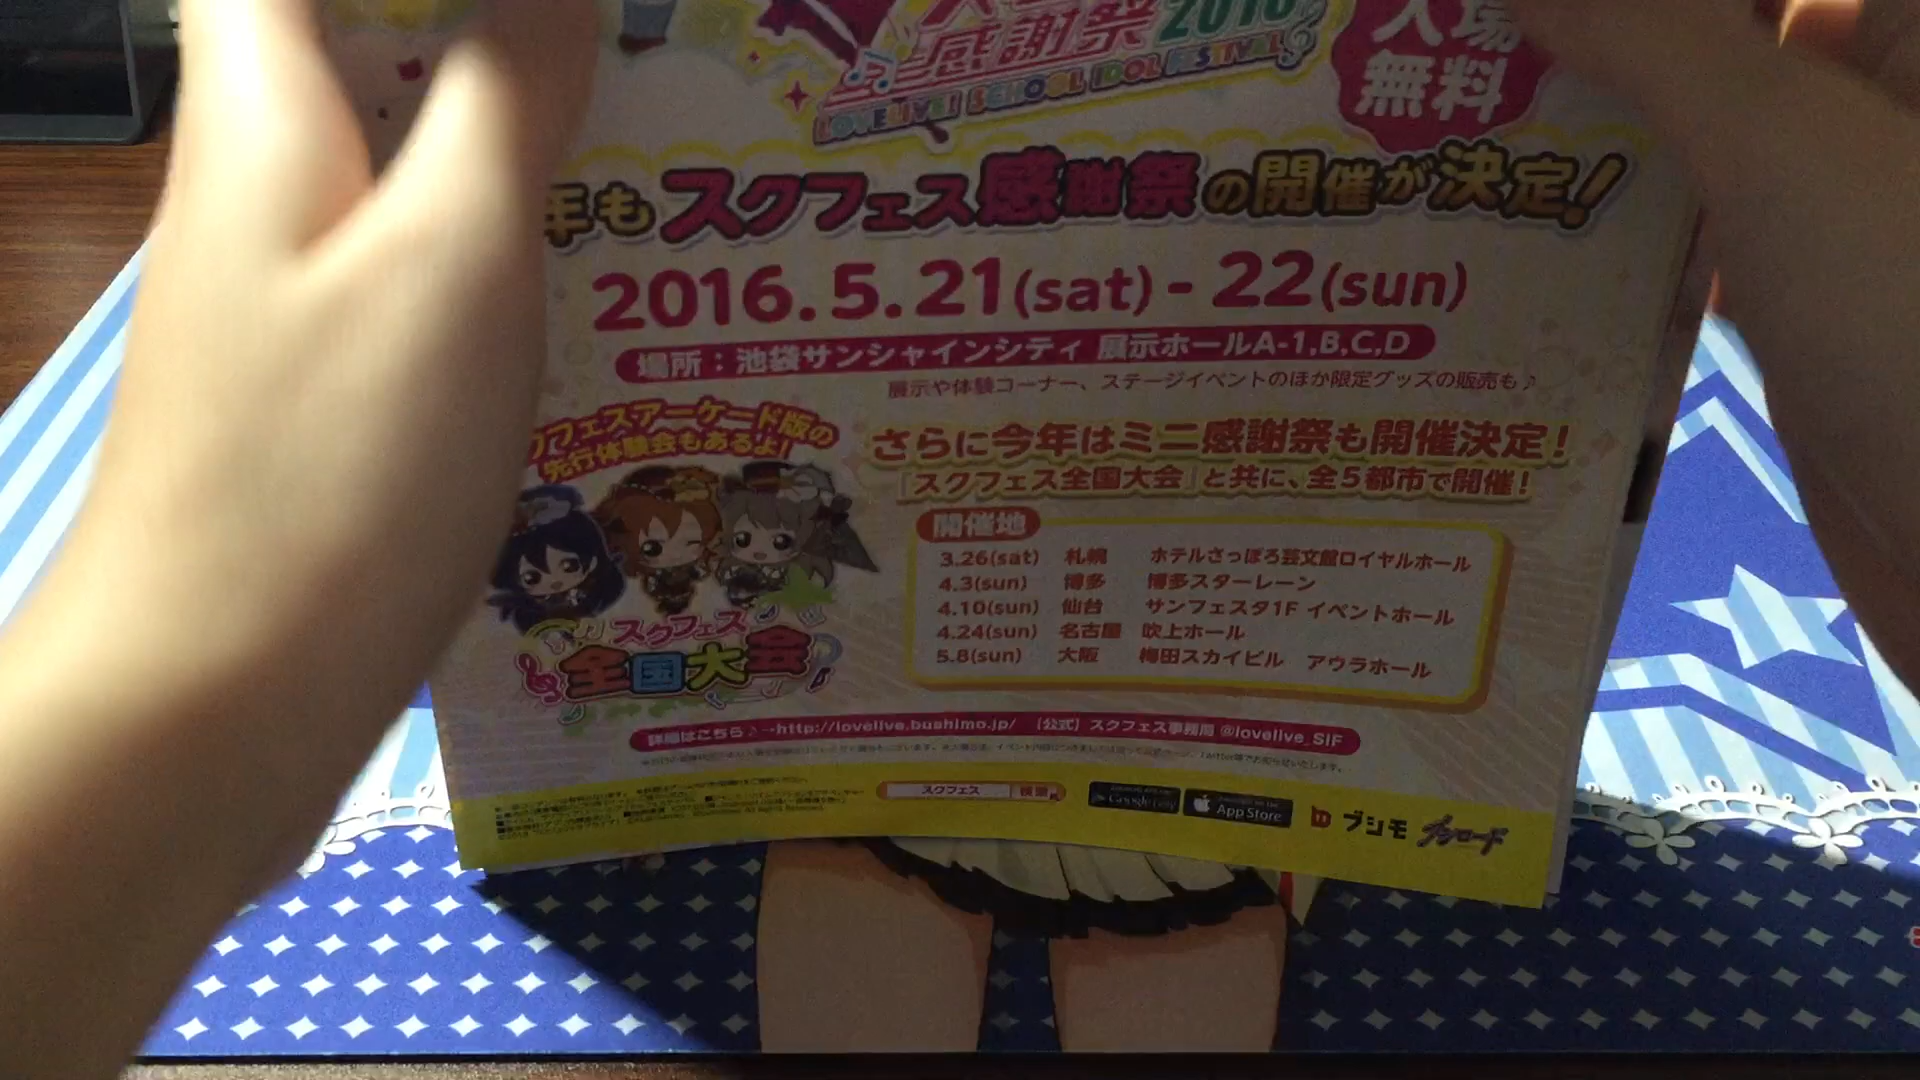 感謝祭 2016
LOVELIVE! SCHOOL IDOL FESTIVAL
入場
無料
年も スクフェス感謝祭の開催が決定!
2016.5.21(sat)-22(sun)
場所：池袋サンシャインシティ 展示ホールA-1,B,C,D
展示や体験コーナー、ステージイベントのほか限定グッズの販売も♪
クフェスアーケード版の
先行体験会もあるよ!
さらに今年はミニ感謝祭も開催決定!
「スクフェス全国大会」と共に、全5都市で開催!
開催地
3.26(sat) 札幌 ホテルさっぽろ芸文館ロイヤルホール
4.3(sun) 博多 博多スターレーン
4.10(sun) 仙台 サンフェスタ1F イベントホール
4.24(sun) 名古屋 吹上ホール
5.8(sun) 大阪 梅田スカイビル アウラホール
スクフェス
全国大会
詳細はこちら♪→http://lovelive.bushimo.jp/ 【公式】スクフェス事務局 @lovelive_SIF
スクフェス 検索
Google Play
App Store
ブシモ
ブシロード